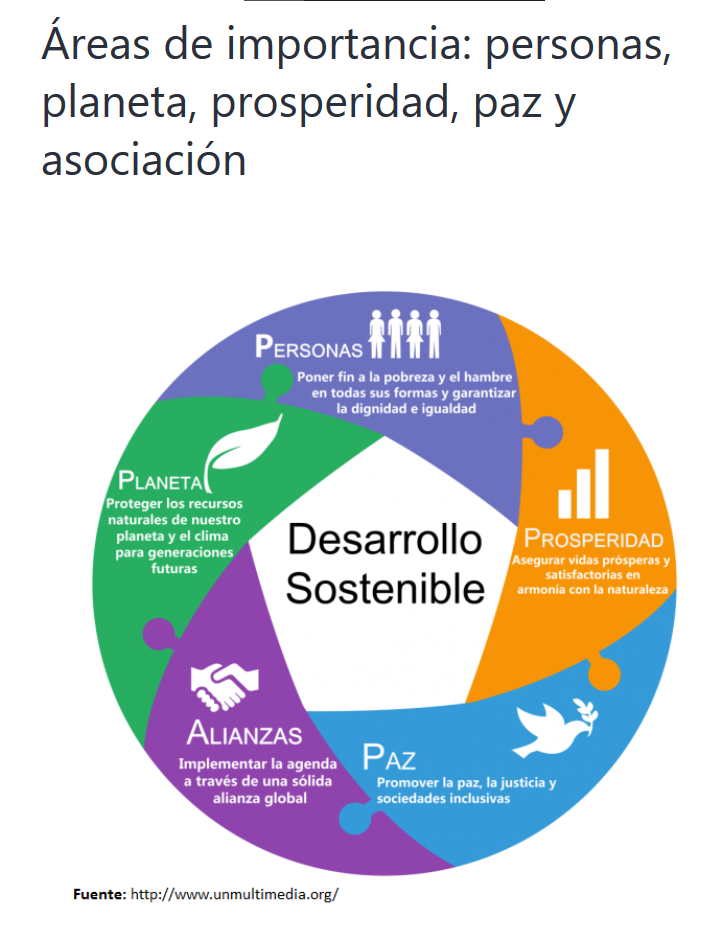 Áreas de importancia: personas,
planeta, prosperidad, paz y
asociación
PERSONAS
Poner fin a la pobreza y el hambre
en todas sus formas y garantizar
la dignidad e igualdad
PLANETA
Proteger los recursos
naturales de nuestro
planeta y el clima
para generaciones
futuras
Desarrollo
Sostenible
PROSPERIDAD
Asegurar vidas prósperas y
satisfactorias en
armonía con la naturaleza
ALIANZAS
Implementar la agenda
a través de una sólida
alianza global
PAZ
Promover la paz, la justicia y
sociedades inclusivas
Fuente: http://www.unmultimedia.org/